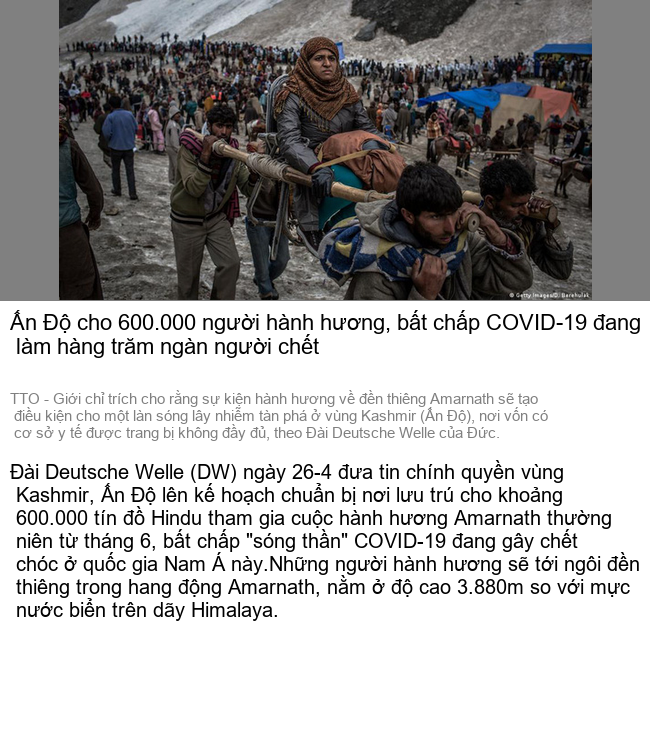 © Getty Images/D. Berehulak
Ấn Độ cho 600.000 người hành hương, bất chấp COVID-19 đang
làm hàng trăm ngàn người chết
TTO - Giới chỉ trích cho rằng sự kiện hành hương về đền thiêng Amarnath sẽ tạo
điều kiện cho một làn sóng lây nhiễm tàn phá ở vùng Kashmir (Ấn Độ), nơi vốn có
cơ sở y tế được trang bị không đầy đủ, theo Đài Deutsche Welle của Đức.
Đài Deutsche Welle (DW) ngày 26-4 đưa tin chính quyền vùng
Kashmir, Ấn Độ lên kế hoạch chuẩn bị nơi lưu trú cho khoảng
600.000 tín đồ Hindu tham gia cuộc hành hương Amarnath thường
niên từ tháng 6, bất chấp "sóng thần" COVID-19 đang gây chết
chóc ở quốc gia Nam Á này.Những người hành hương sẽ tới ngôi đền
thiêng trong hang động Amarnath, nằm ở độ cao 3.880m so với mực
nước biển trên dãy Himalaya.